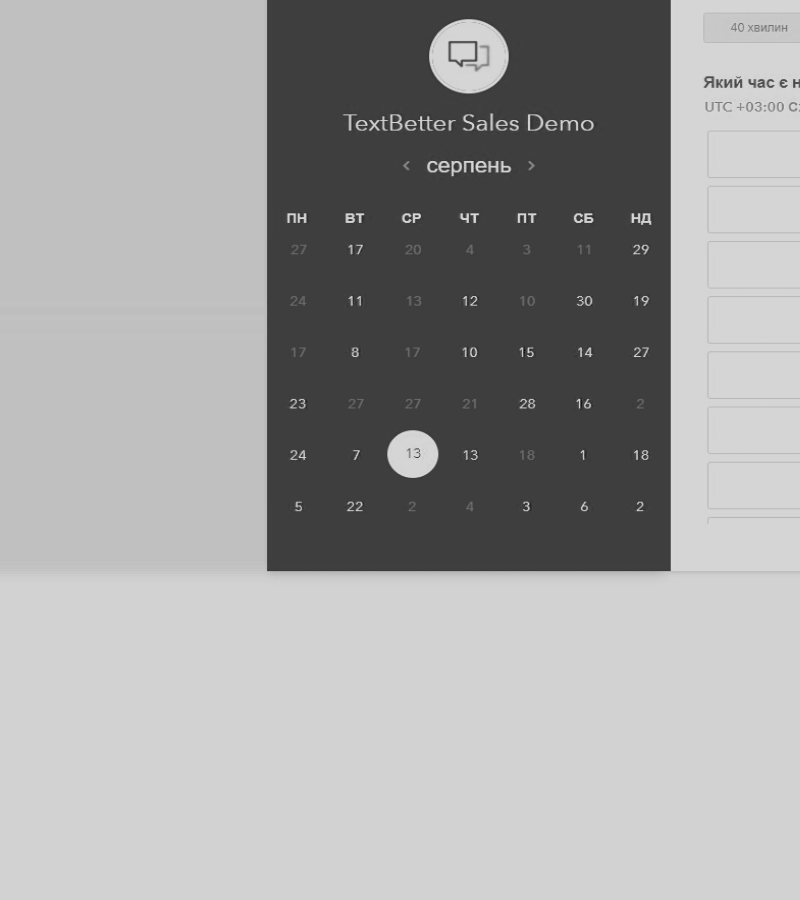 40 хвилин
TextBetter Sales Demo
серпень
Який час є
UTC +03:00
ПН ВТ СР ЧТ ПТ СБ НД
27 17 20 4 3 11 29
24 11 13 12 10 30 19
17 8 17 10 15 14 27
23 27 27 21 28 16 2
24 7 13 13 18 1 18
5 22 2 4 3 6 2